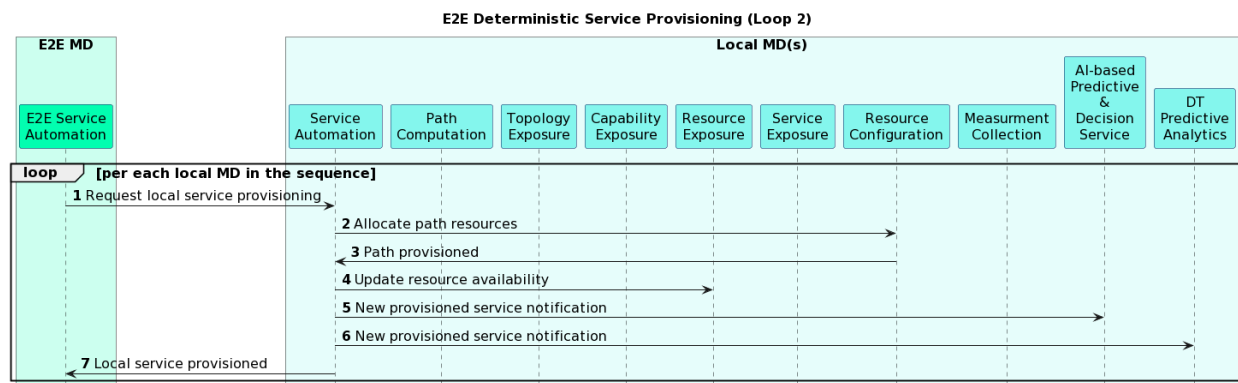 E2E Deterministic Service Provisioning (Loop 2)
E2E MD
Local MD(s)
E2E Service
Automation
Service
Automation
Path
Computation
Topology
Exposure
Capability
Exposure
Resource
Exposure
Service
Exposure
Resource
Configuration
Measurment
Collection
AI-based
Predictive
&
Decision
Service
DT
Predictive
Analytics
loop [per each local MD in the sequence]
1 Request local service provisioning
2 Allocate path resources
3 Path provisioned
4 Update resource availability
5 New provisioned service notification
6 New provisioned service notification
7 Local service provisioned